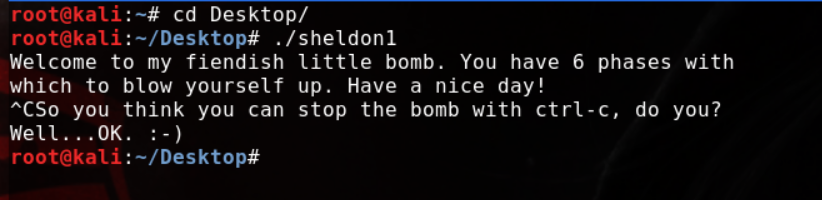 root@kali:~# cd Desktop/
root@kali:~/Desktop# ./sheldon1
Welcome to my fiendish little bomb. You have 6 phases with
which to blow yourself up. Have a nice day!
^CSo you think you can stop the bomb with ctrl-c, do you?
Well...OK. :-)
root@kali:~/Desktop#